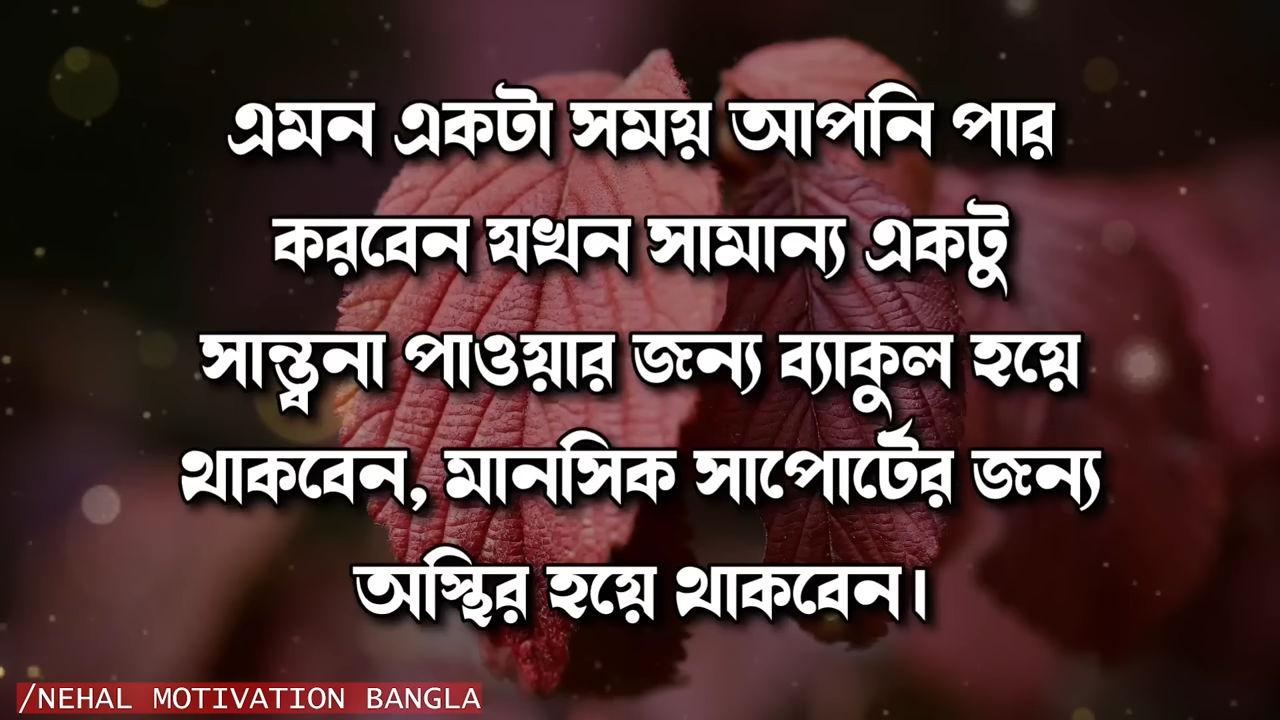 এমন একটা সময় আপনি পার
করবেন যখন সামান্য একটু
সান্ত্বনা পাওয়ার জন্য ব্যাকুল হয়ে
থাকবেন, মানসিক সাপোর্টের জন্য
অস্থির হয়ে থাকবেন।
/NEHAL MOTIVATION BANGLA